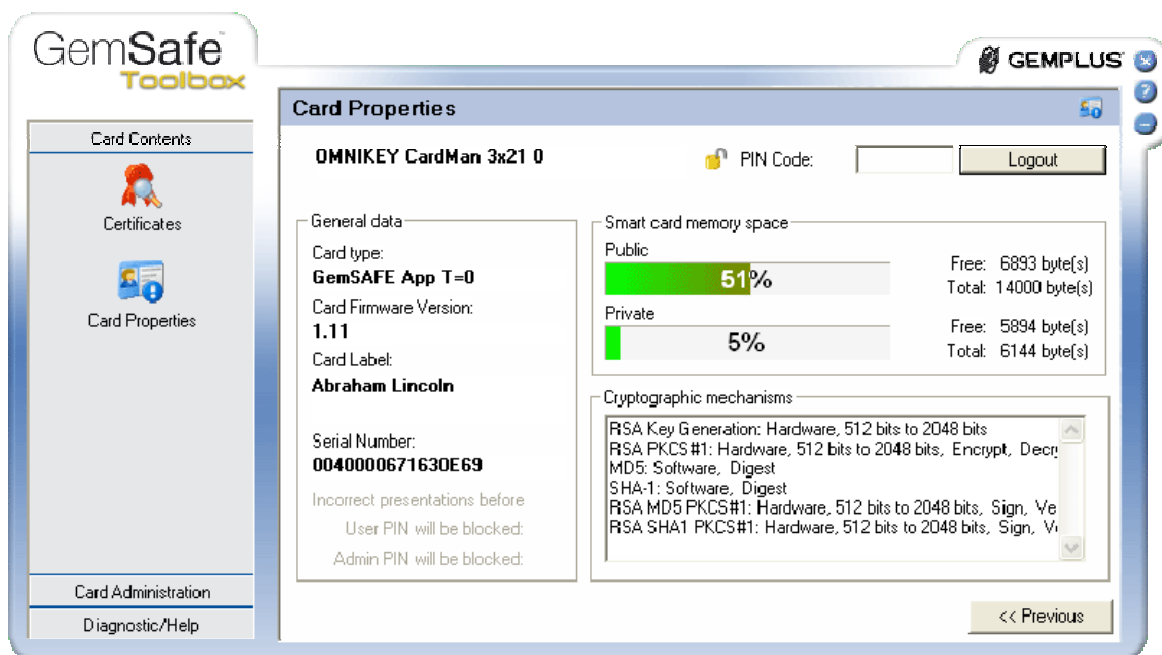 GemSafe™
Toolbox
GEMPLUS
Card Contents
Certificates
Card Properties
Card Administration
Diagnostic/Help
Card Properties
OMNIKEY CardMan 3x21 0
PIN Code:
Logout
General data
Card type:
GemSAFE App T=0
Card Firmware Version:
1.11
Card Label:
Abraham Lincoln
Serial Number:
0040000671630E69
Incorrect presentations before
User PIN will be blocked:
Admin PIN will be blocked:
Smart card memory space
Public
51%
Free: 6893 byte(s)
Total: 14000 byte(s)
Private
5%
Free: 5894 byte(s)
Total: 6144 byte(s)
Cryptographic mechanisms
RSA Key Generation: Hardware, 512 bits to 2048 bits
RSA PKCS#1: Hardware, 512 bits to 2048 bits, Encrypt, Decry
MD5: Software, Digest
SHA-1: Software, Digest
RSA MD5 PKCS#1: Hardware, 512 bits to 2048 bits, Sign, Ve
RSA SHA1 PKCS#1: Hardware, 512 bits to 2048 bits, Sign, V
<< Previous